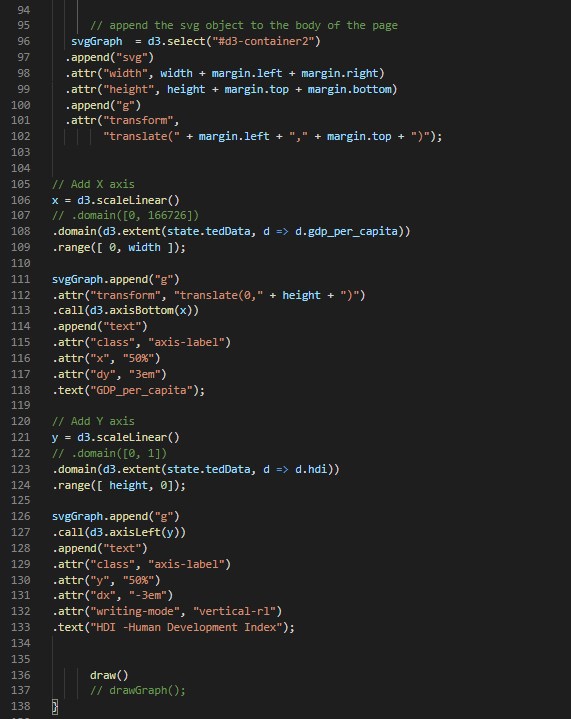 94
95 // append the svg object to the body of the page
96 svgGraph  = d3.select("#d3-container2")
97 .append("svg")
98 .attr("width", width + margin.left + margin.right)
99 .attr("height", height + margin.top + margin.bottom)
100 .append("g")
101 .attr("transform",
102 "translate(" + margin.left + "," + margin.top + ")");
103
104
105 // Add X axis
106 x = d3.scaleLinear()
107 // .domain([0, 166726])
108 .domain(d3.extent(state.tedData, d => d.gdp_per_capita))
109 .range([ 0, width ]);
110
111 svgGraph.append("g")
112 .attr("transform", "translate(0," + height + ")")
113 .call(d3.axisBottom(x))
114 .append("text")
115 .attr("class", "axis-label")
116 .attr("x", "50%")
117 .attr("dy", "3em")
118 .text("GDP_per_capita");
119
120 // Add Y axis
121 y = d3.scaleLinear()
122 // .domain([0, 1])
123 .domain(d3.extent(state.tedData, d => d.hdi))
124 .range([ height, 0]);
125
126 svgGraph.append("g")
127 .call(d3.axisLeft(y))
128 .append("text")
129 .attr("class", "axis-label")
130 .attr("y", "50%")
131 .attr("dx", "-3em")
132 .attr("writing-mode", "vertical-rl")
133 .text("HDI -Human Development Index");
134
135
136 draw()
137 // drawGraph();
138 }